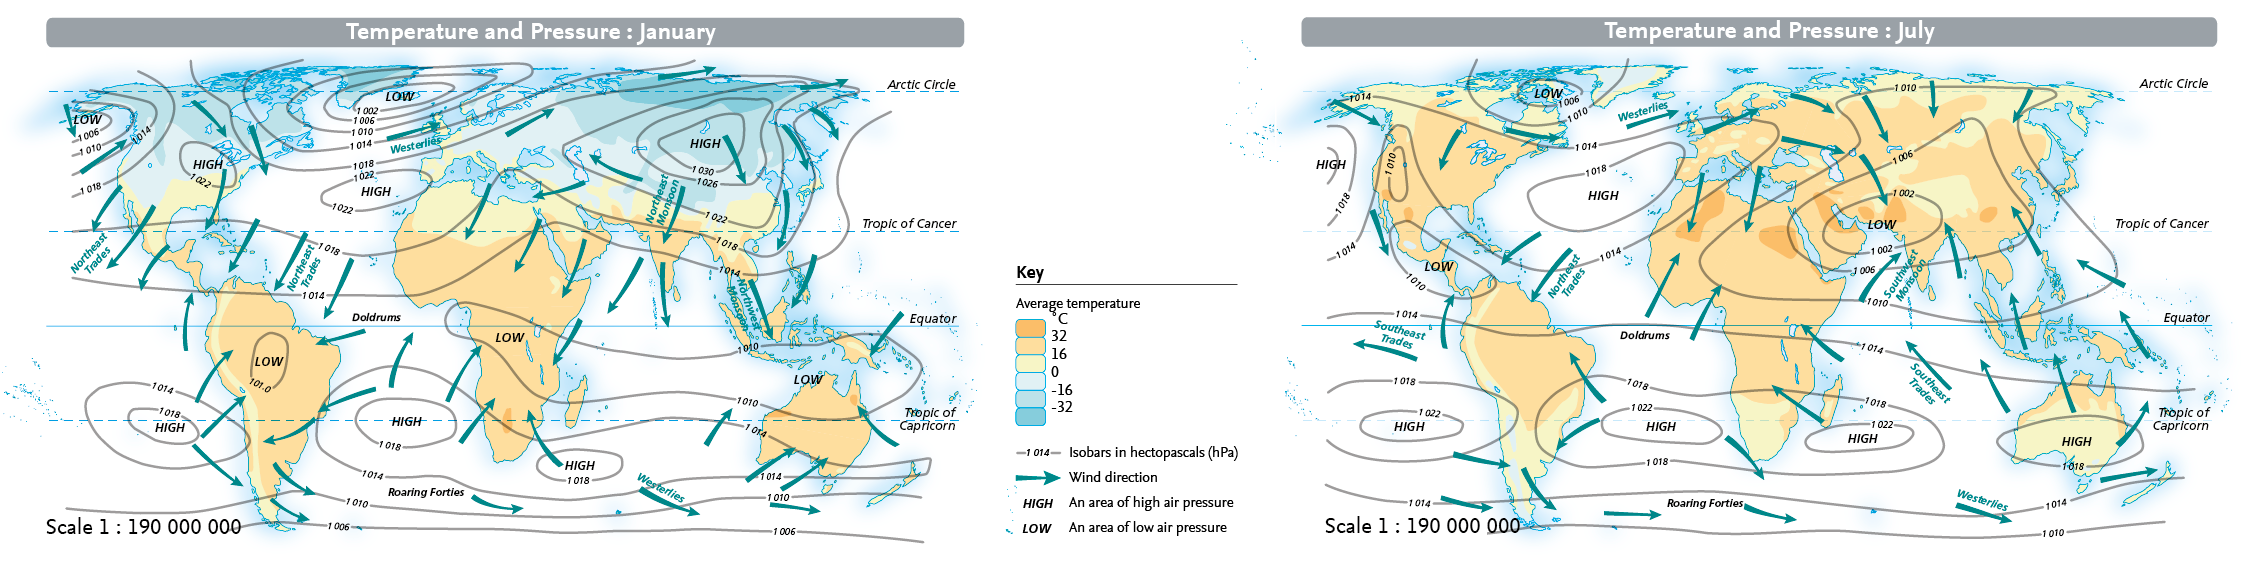 Temperature and Pressure : January
Arctic Circle
LOW
1 002
1 006
1 010
1 014
1 018
1 022
LOW
1 006
1 010
1 014
1 018
HIGH
1 022
Westerlies
HIGH
1 022
HIGH
1 030
1 026
1 022
1 018
1 014
Northeast
Monsoon
Tropic of Cancer
Northeast
Trades
Northeast
Trades
1 018
1 014
Northwest
Monsoon
Doldrums
Equator
LOW
101.0
LOW
1 010
LOW
1 014
1 018
HIGH
HIGH
1 018
1 010
1 014
Tropic of
Capricorn
HIGH
1 018
1 014
1 010
1 006
Roaring Forties
Westerlies
1 014
1 010
1 006
Scale 1 : 190 000 000
Key
Average temperature
°C
32
16
0
-16
-32
1 014
Isobars in hectopascals (hPa)
Wind direction
HIGH
An area of high air pressure
LOW
An area of low air pressure
Temperature and Pressure : July
Arctic Circle
1 014
LOW
1 006
1 010
Westerlies
1 014
1 018
HIGH
HIGH
1 018
1 014
1 010
1 010
1 006
1 002
LOW
1 002
1 006
1 010
Southwest
Monsoon
Tropic of Cancer
LOW
1 010
Northeast
Trades
1 014
1 014
Southeast
Trades
Doldrums
Equator
1 014
Southeast
Trades
1 018
1 022
HIGH
1 018
1 022
HIGH
1 018
1 018
1 022
HIGH
Tropic of
Capricorn
HIGH
1 018
1 014
Roaring Forties
Westerlies
1 014
1 010
Scale 1 : 190 000 000